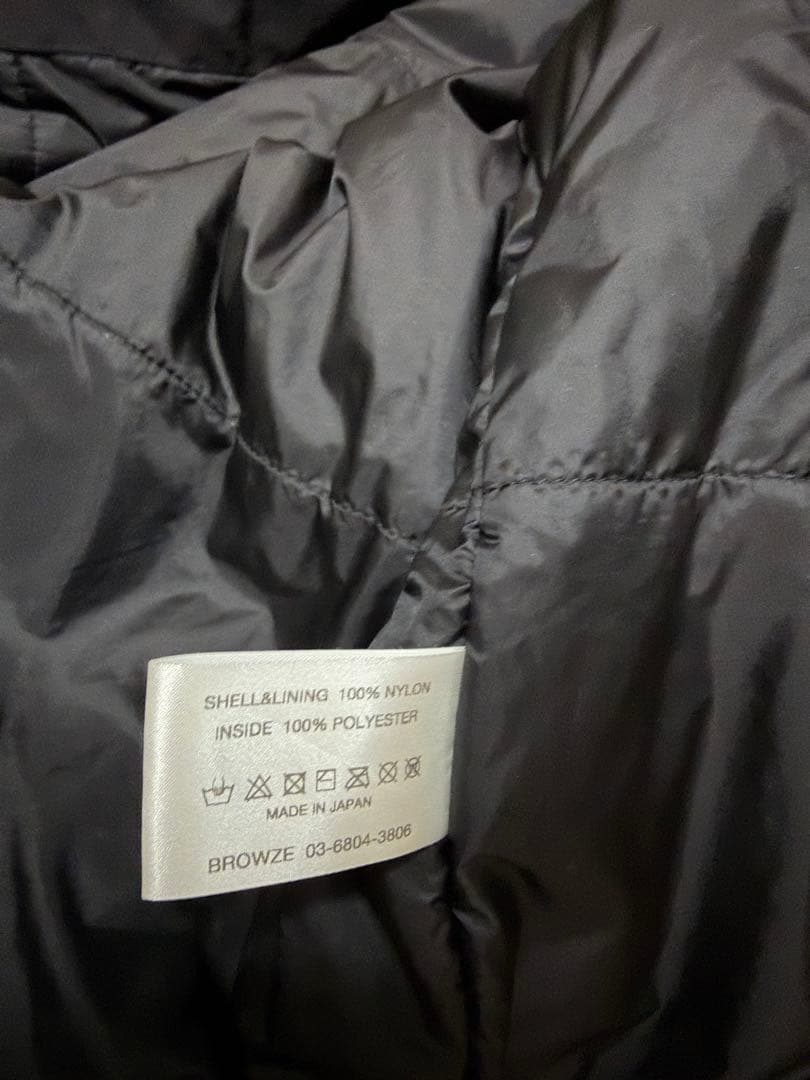 SHELL&LINING 100% NYLON
INSIDE 100% POLYESTER
MADE IN JAPAN
BROWZE 03-6804-3806